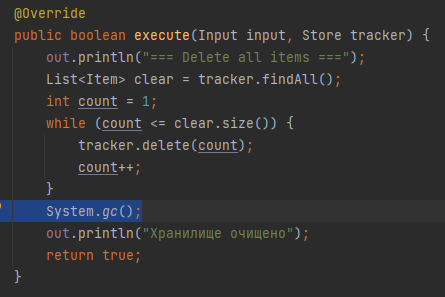 @Override
public boolean execute(Input input, Store tracker) {
out.println("=== Delete all items ===");
List<Item> clear = tracker.findAll();
int count = 1;
while (count <= clear.size()) {
tracker.delete(count);
count++;
}
System.gc();
out.println("Хранилище очищено");
return true;
}